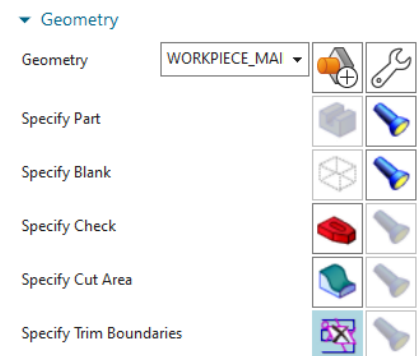 Geometry
Geometry WORKPIECE_MAI
Specify Part
Specify Blank
Specify Check
Specify Cut Area
Specify Trim Boundaries